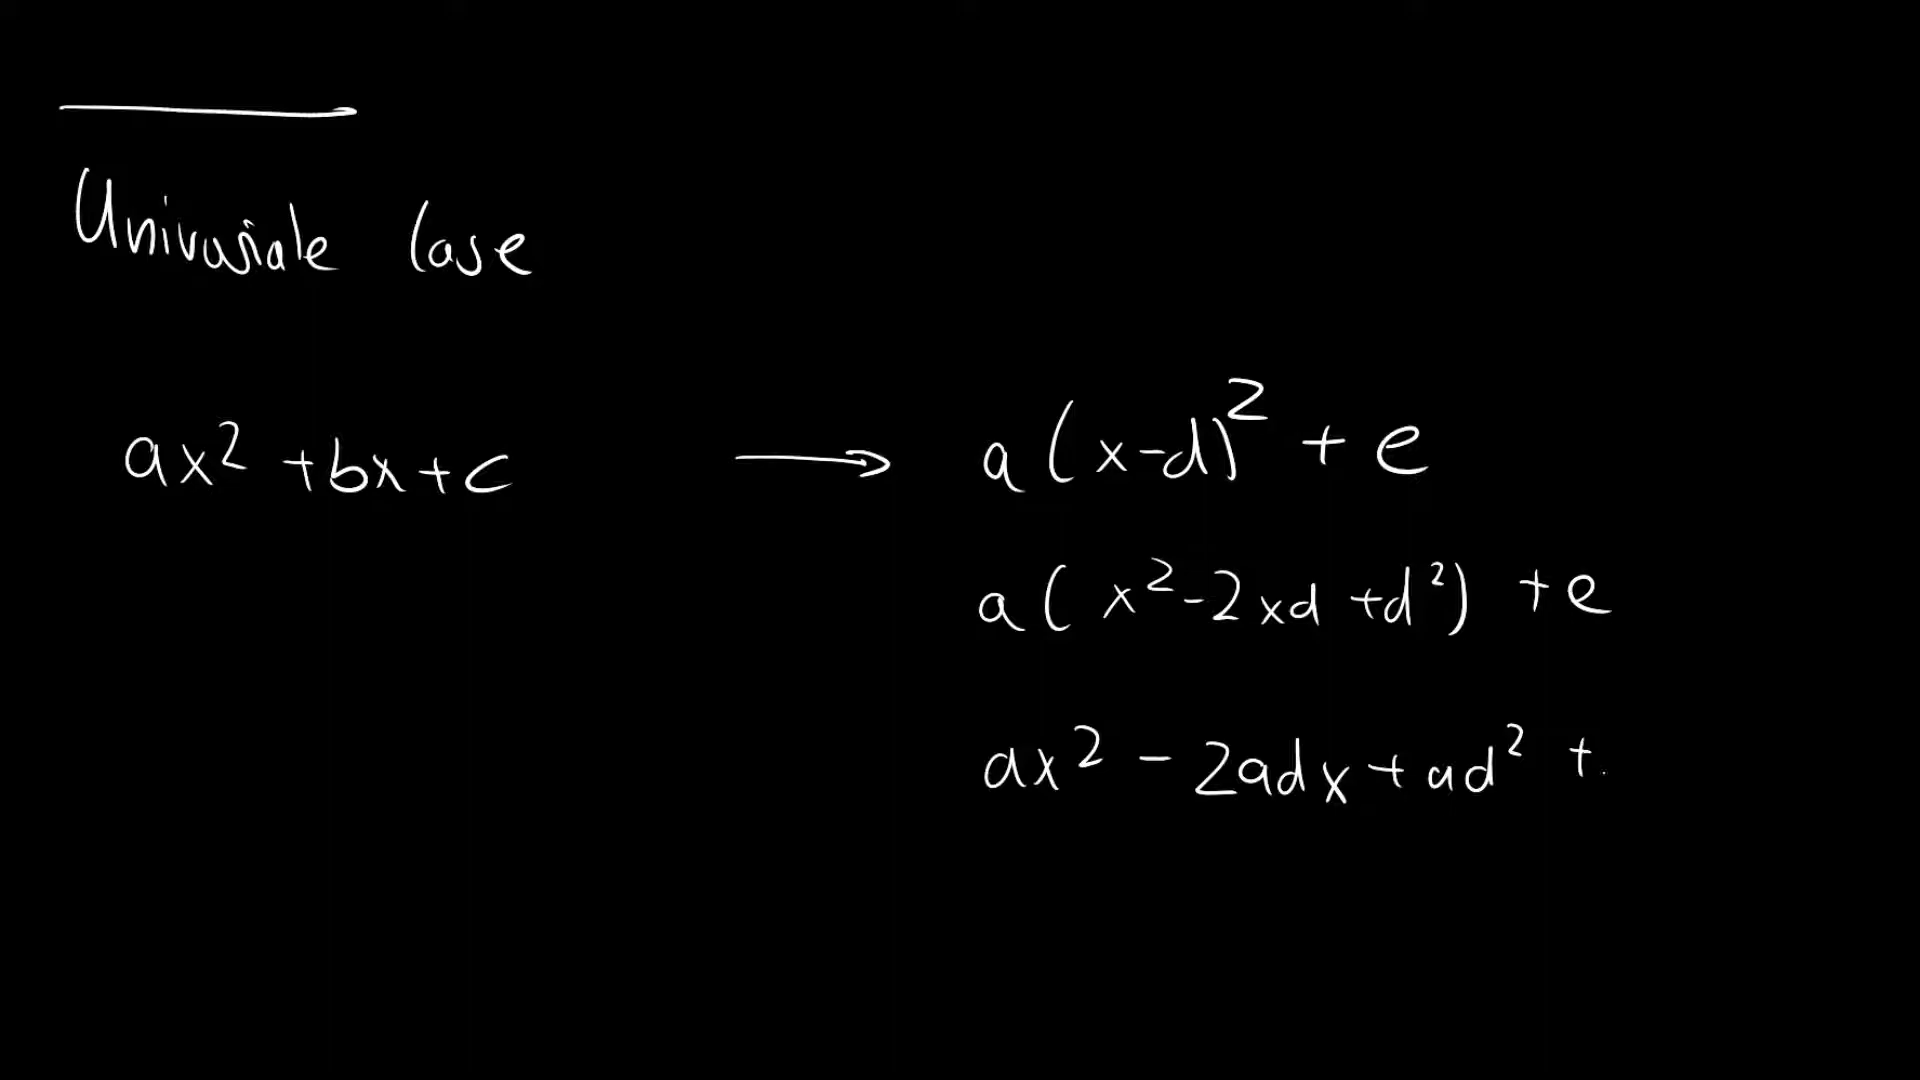 Univariate Case
ax² + bx + c → a(x-d)² + e
a(x² - 2xd + d²) + e
ax² - 2adx + ad² +